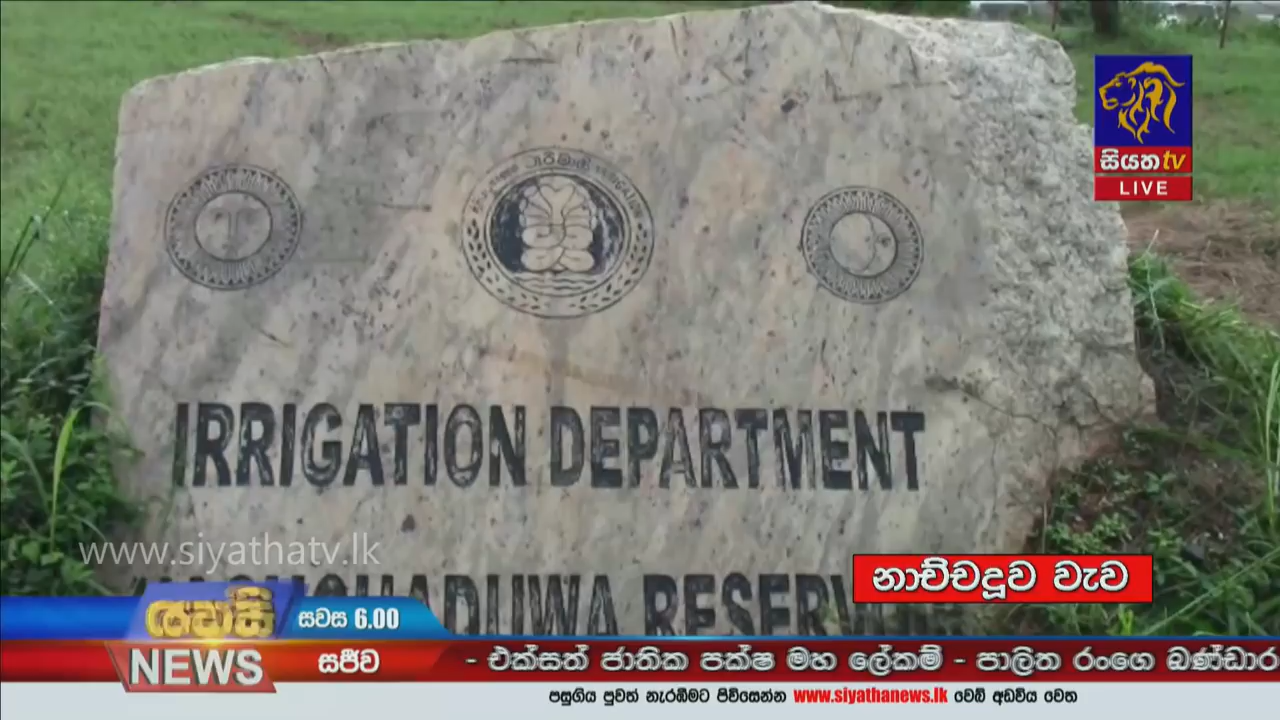 සියත tv
LIVE
IRRIGATION DEPARTMENT
www.siyathatv.lk
නාච්චදූව වැව
RESERVOIR
සවස 6.00
NEWS
සජීව
- එක්සත් ජාතික පක්ෂ මහ ලේකම් - පාලිත රංගෙ බණ්ඩාර
පසුගිය පුවත් නැරඹීමට පිවිසෙන්න www.siyathanews.lk වෙබ් අඩවිය වෙත